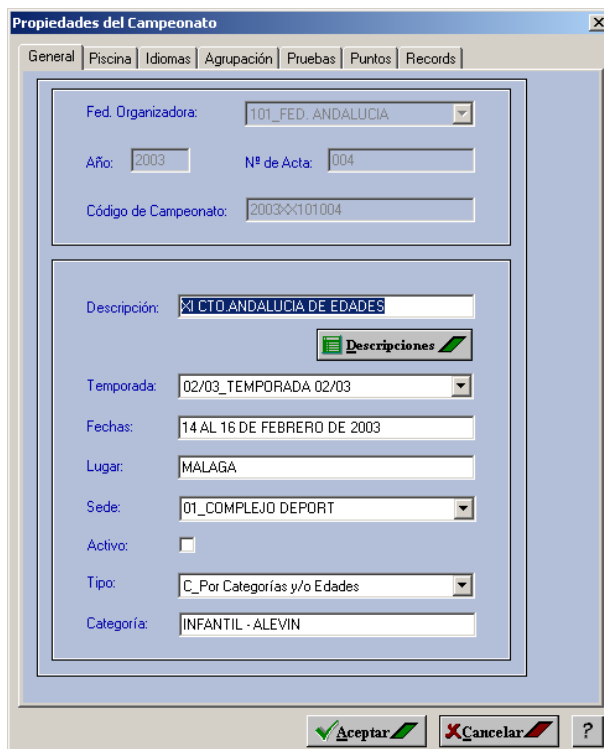 Propiedades del Campeonato
General Piscina Idiomas Agrupación Pruebas Puntos Records
Fed. Organizadora: 101_FED. ANDALUCIA
Año: 2003 Nº de Acta: 004
Código de Campeonato: 2003XX101004
Descripción: XI CTO.ANDALUCIA DE EDADES
Descripciones
Temporada: 02/03_TEMPORADA 02/03
Fechas: 14 AL 16 DE FEBRERO DE 2003
Lugar: MALAGA
Sede: 01_COMPLEJO DEPORT
Activo:
Tipo: C_Por Categorías y/o Edades
Categoría: INFANTIL - ALEVIN
Aceptar Cancelar ?